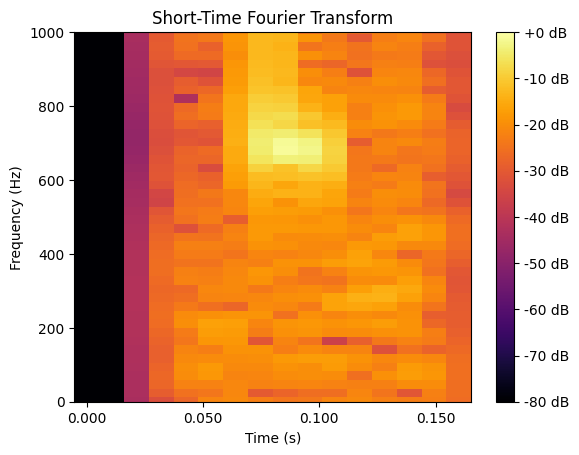 Short-Time Fourier Transform
1000
800
600
400
200
0
Frequency (Hz)
0.000
0.050
0.100
0.150
Time (s)
+0 dB
-10 dB
-20 dB
-30 dB
-40 dB
-50 dB
-60 dB
-70 dB
-80 dB